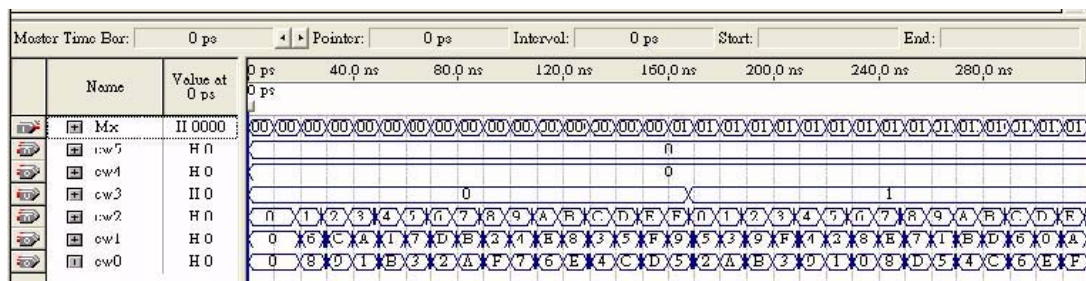 Master Time Bar: 0 ps Pointer: 0 ps Interval: 0 ps Start: End:
Name Value at 0 ps 0 ps 40.0 ns 80.0 ns 120.0 ns 160.0 ns 200.0 ns 240.0 ns 280.0 ns
0 ps
Mx H 0000 00 00 00 00 00 00 00 00 00 00 00 00 00 00 00 00 01 01 01 01 01 01 01 01 01 01 01 01 01 01 01
cw5 H 0 0
cw4 H 0 0
cw3 H 0 0 1
cw2 H 0 0 1 2 3 4 5 6 7 8 9 A B C D E F 0 1 2 3 4 5 6 7 8 9 A B C D E
cw1 H 0 0 6 C A 1 7 D B 2 4 E 8 3 5 F 9 5 3 9 F 4 2 8 E 7 1 B D 6 0 A
cw0 H 0 0 8 9 1 B 3 2 A F 7 6 E 4 C D 5 2 A B 3 9 1 0 8 D 5 4 C 6 E F